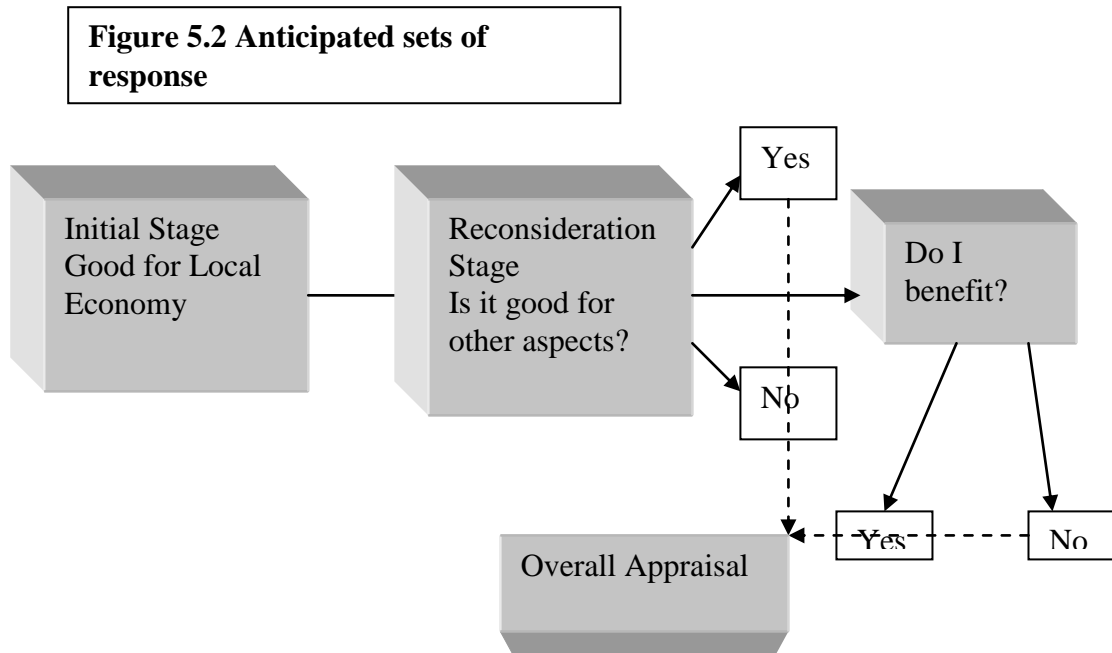 Figure 5.2 Anticipated sets of
response
Initial Stage
Good for Local
Economy
Reconsideration
Stage
Is it good for
other aspects?
Yes
No
Do I
benefit?
Yes
No
Overall Appraisal